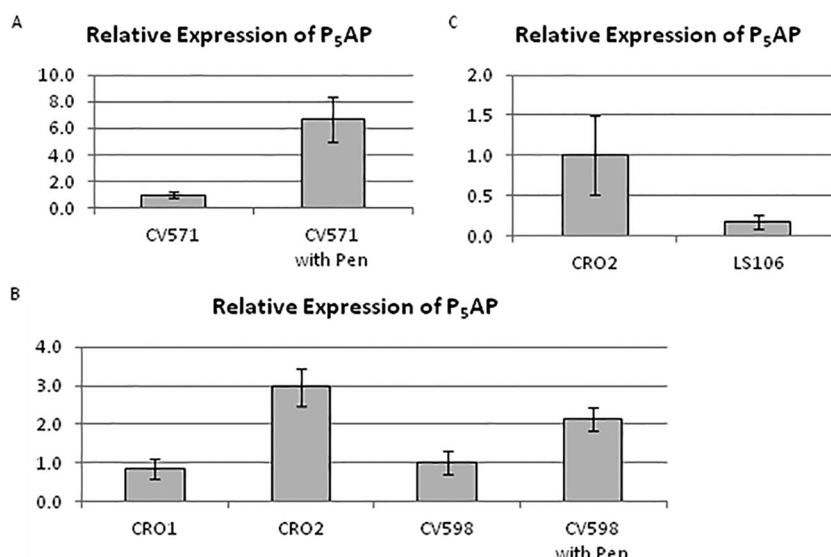 A
Relative Expression of P₅AP
10.0
8.0
6.0
4.0
2.0
0.0
CV571
CV571
with Pen
C
Relative Expression of P₅AP
2.0
1.5
1.0
0.5
0.0
CRO2
LS106
B
Relative Expression of P₅AP
4.0
3.0
2.0
1.0
0.0
CRO1
CRO2
CV598
CV598
with Pen